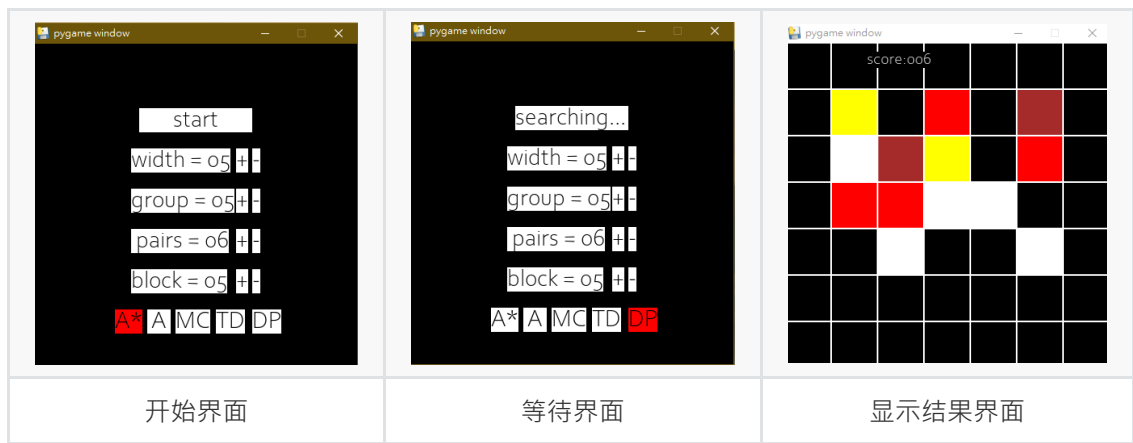 pygame window
start
width = 05 + -
group = 05 + -
pairs = 06 + -
block = 05 + -
A* A MC TD DP
开始界面
pygame window
searching...
width = 05 + -
group = 05 + -
pairs = 06 + -
block = 05 + -
A* A MC TD DP
等待界面
pygame window
score:006
显示结果界面